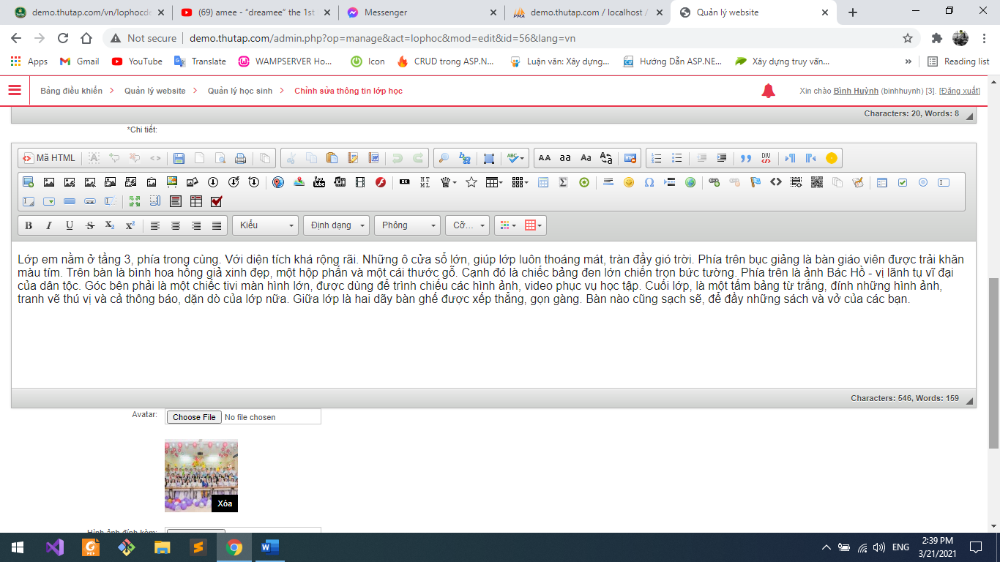 demo.thutap.com/vn/lophocde
(69) amee - “dreamee” the 1st
Messenger
demo.thutap.com / localhost /
Quản lý website
Not secure | demo.thutap.com/admin.php?op=manage&act=lophoc&mod=edit&id=56&lang=vn
Apps Gmail YouTube Translate WAMPSERVER Ho... Icon CRUD trong ASP.N... Luận văn: Xây dựng... Hướng Dẫn ASP.NE... Xây dựng truy vấn... » Reading list
Bảng điều khiển Quản lý website Quản lý học sinh Chỉnh sửa thông tin lớp học Xin chào Bình Huỳnh (binhhuynh) [3]. [Đăng xuất]
Characters: 20, Words: 8
*Chi tiết:
Mã HTML
Kiểu Định dạng Phông Cỡ...
Lớp em nằm ở tầng 3, phía trong cùng. Với diện tích khá rộng rãi. Những ô cửa sổ lớn, giúp lớp luôn thoáng mát, tràn đầy gió trời. Phía trên bục giảng là bàn giáo viên được trải khăn
màu tím. Trên bàn là bình hoa hồng giả xinh đẹp, một hộp phấn và một cái thước gỗ. Cạnh đó là chiếc bảng đen lớn chiến trọn bức tường. Phía trên là ảnh Bác Hồ - vị lãnh tụ vĩ đại
của dân tộc. Góc bên phải là một chiếc tivi màn hình lớn, được dùng để trình chiếu các hình ảnh, video phục vụ học tập. Cuối lớp, là một tấm bảng từ trắng, đính những hình ảnh,
tranh vẽ thú vị và cả thông báo, dặn dò của lớp nữa. Giữa lớp là hai dãy bàn ghế được xếp thẳng, gọn gàng. Bàn nào cũng sạch sẽ, để đầy những sách và vở của các bạn.
Characters: 546, Words: 159
Avatar: Choose File No file chosen
Xóa
Hình ảnh đính kèm:
ENG
2:39 PM
3/21/2021